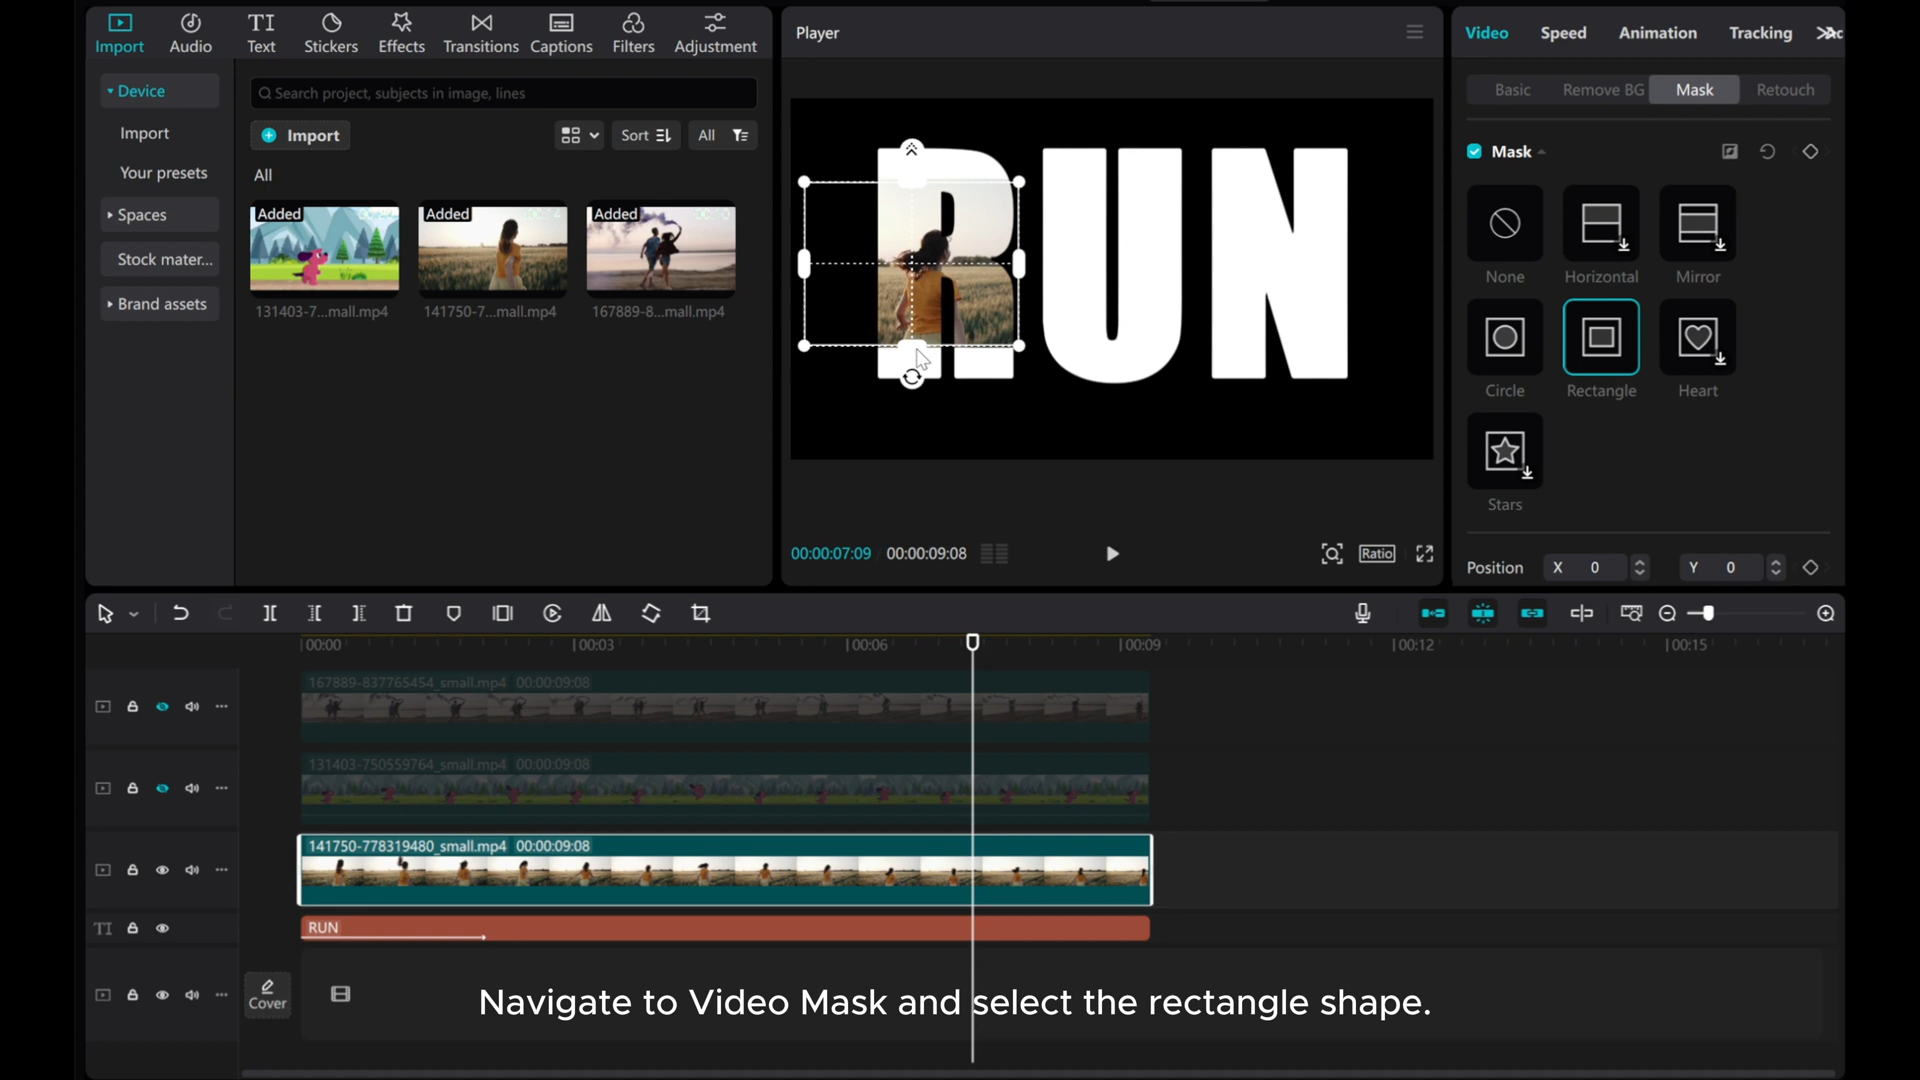 Import
Audio
TI
Text
Stickers
Effects
Transitions
Captions
Filters
Adjustment
Device
Import
Your presets
Spaces
Stock mater...
Brand assets
Search project, subjects in image, lines
Import
Sort
All
All
Added
Added
Added
131403-7...mall.mp4
141750-7...mall.mp4
167889-8...mall.mp4
Player
RUN
00:00:07:09
00:00:09:08
Ratio
Video
Speed
Animation
Tracking
Basic
Remove BG
Mask
Retouch
Mask
None
Horizontal
Mirror
Circle
Rectangle
Heart
Stars
Position
X 0
Y 0
00:00
00:03
00:06
00:09
00:12
00:15
167889-837765454_small.mp4 00:00:09:08
131403-750559764_small.mp4 00:00:09:08
141750-778319480_small.mp4 00:00:09:08
TI
RUN
Cover
Navigate to Video Mask and select the rectangle shape.